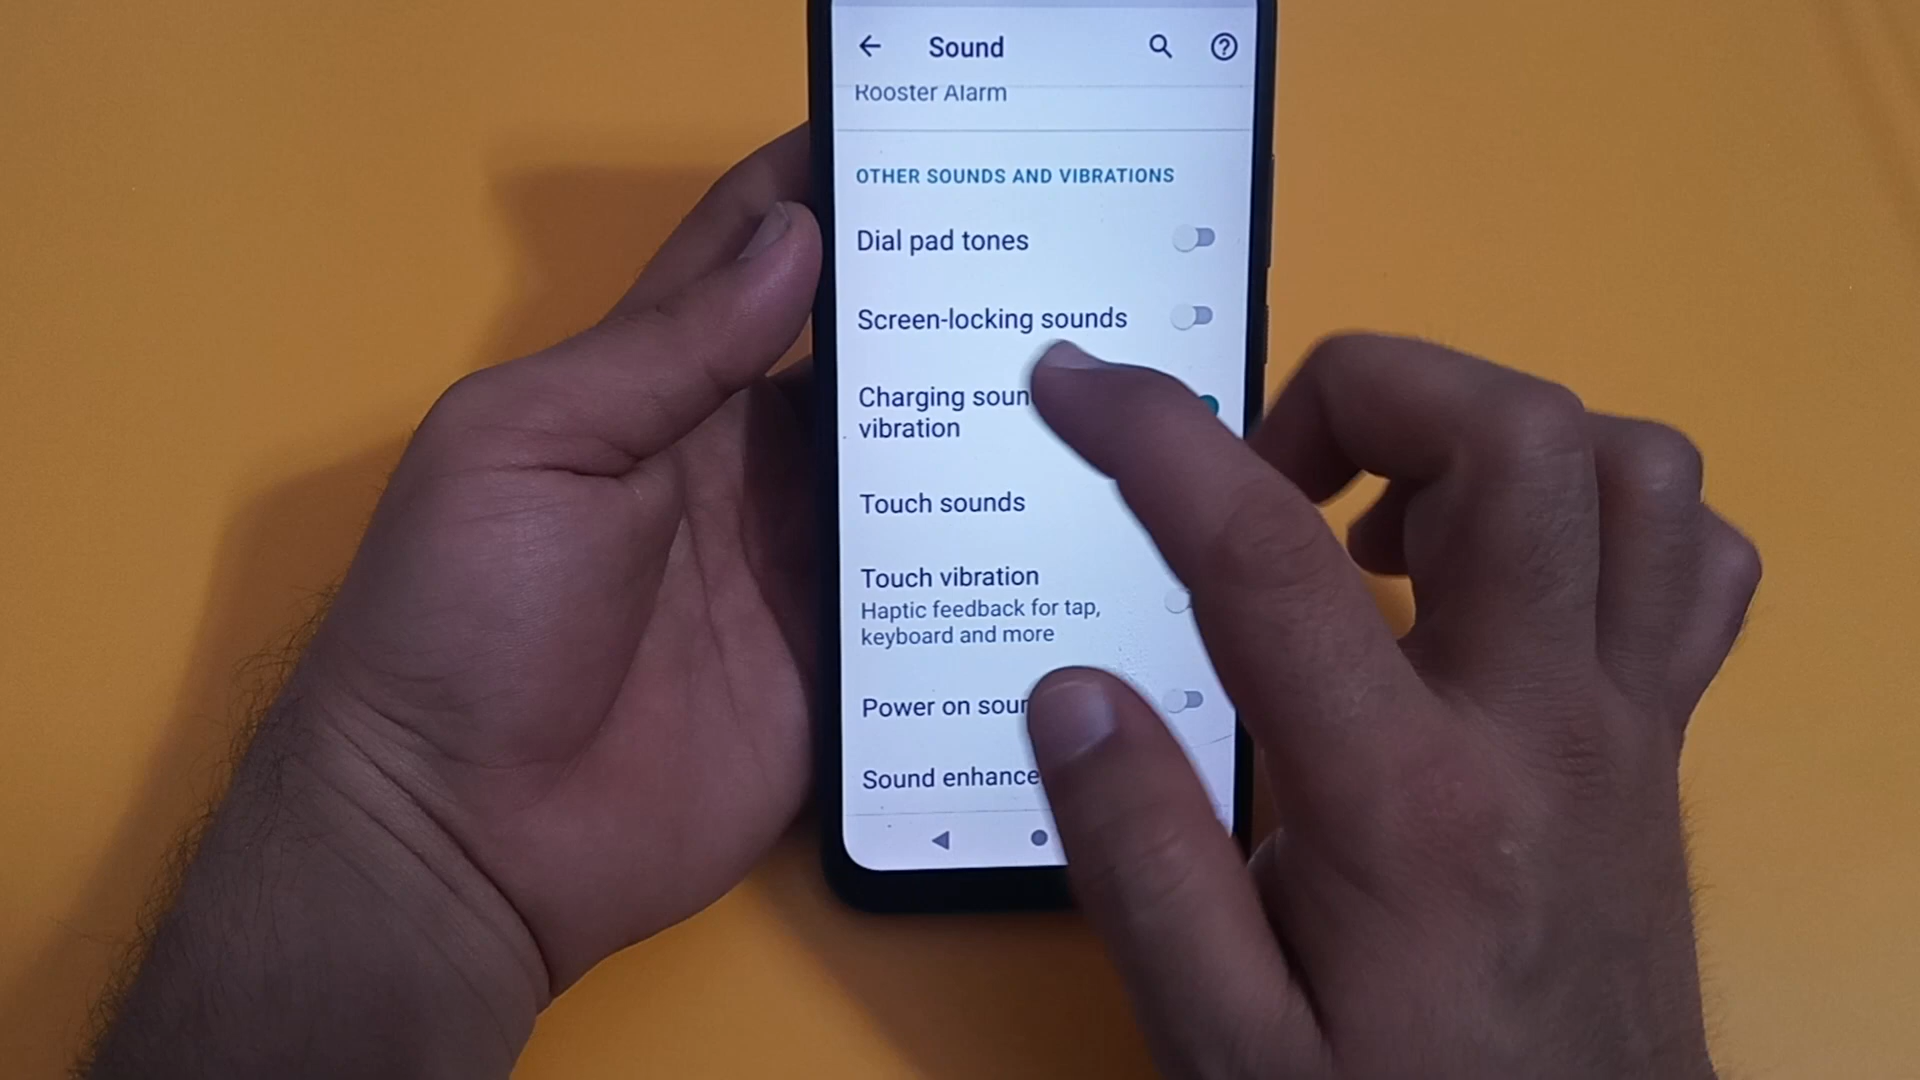 Sound
Rooster Alarm
OTHER SOUNDS AND VIBRATIONS
Dial pad tones
Screen-locking sounds
Charging soun
vibration
Touch sounds
Touch vibration
Haptic feedback for tap,
keyboard and more
Power on soun
Sound enhance